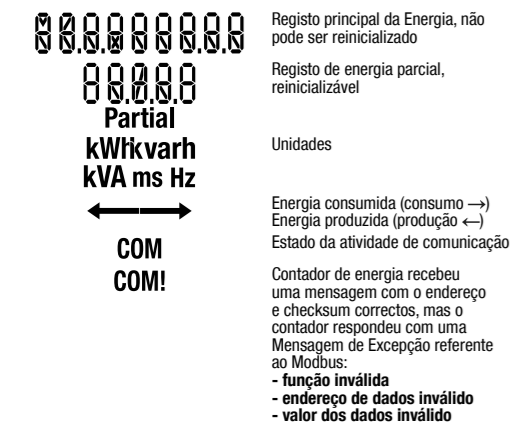 Registo principal da Energia, não
pode ser reinicializado
Registo de energia parcial,
reinicializável
Partial
kWhkvarh
Unidades
kVA ms Hz
Energia consumida (consumo →)
Energia produzida (produção ←)
COM
Estado da atividade de comunicação
COM!
Contador de energia recebeu
uma mensagem com o endereço
e checksum correctos, mas o
contador respondeu com uma
Mensagem de Excepção referente
ao Modbus:
- função inválida
- endereço de dados inválido
- valor dos dados inválido